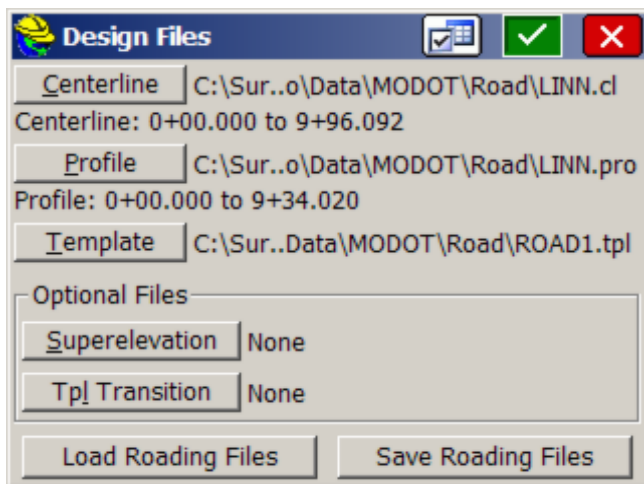 Design Files
Centerline C:\Sur..o\Data\MODOT\Road\LINN.cl
Centerline: 0+00.000 to 9+96.092
Profile C:\Sur..o\Data\MODOT\Road\LINN.pro
Profile: 0+00.000 to 9+34.020
Template C:\Sur..Data\MODOT\Road\ROAD1.tpl
Optional Files
Superelevation None
Tpl Transition None
Load Roading Files Save Roading Files